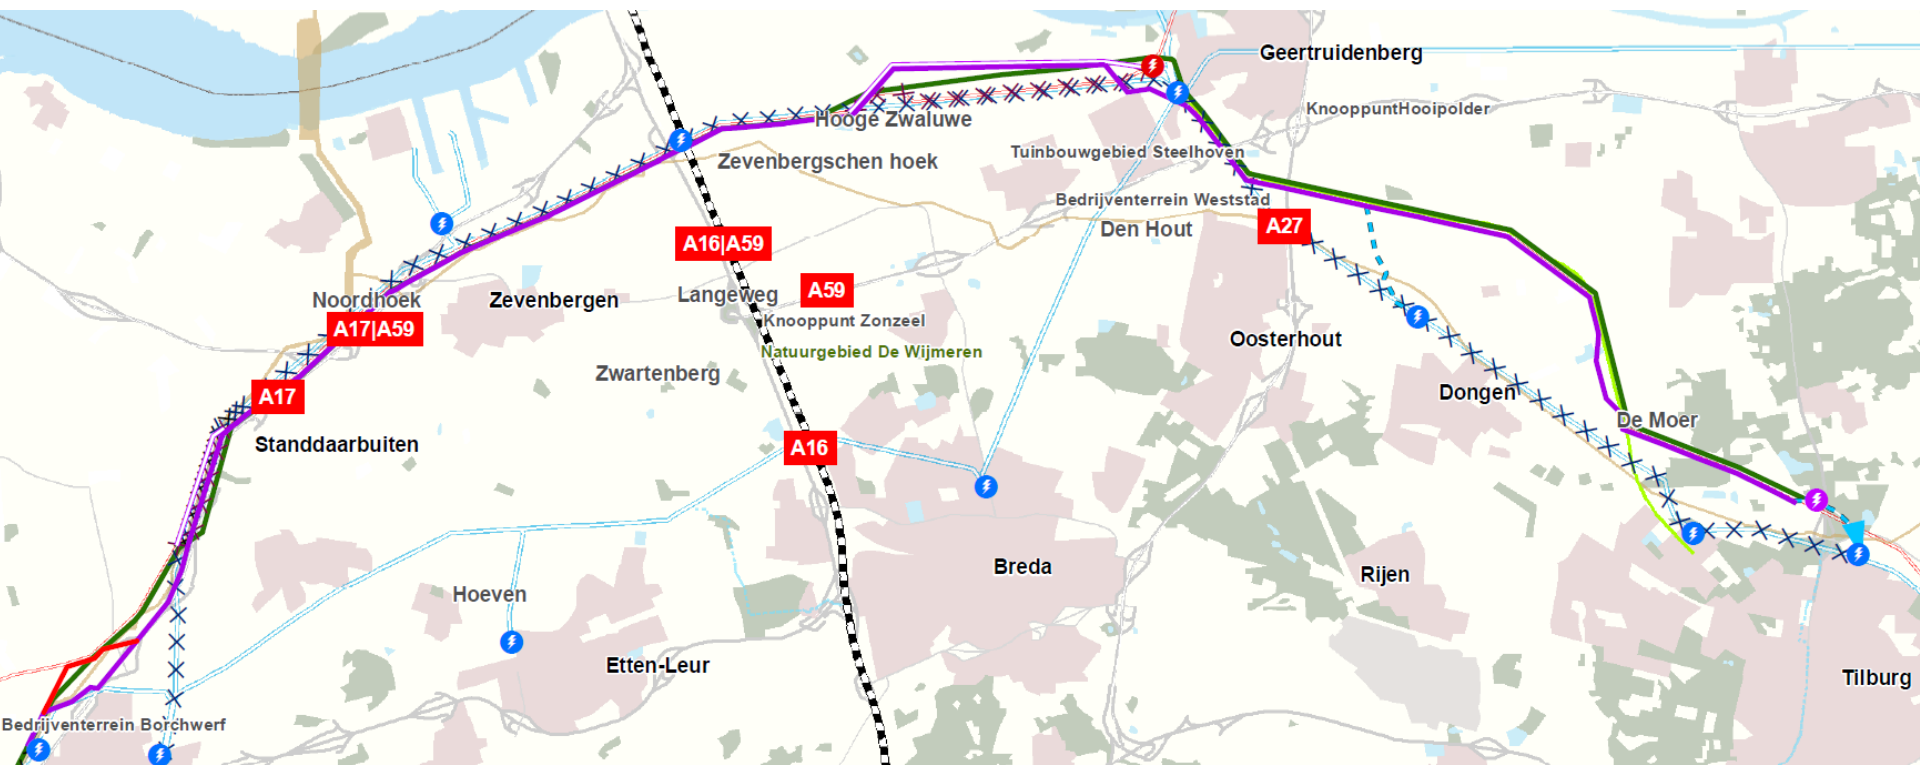 Geertruidenberg
KnooppuntHooipolder
Hooge Zwaluwe
Zevenbergschen hoek
Tuinbouwgebied Steelhoven
Bedrijventerrein Weststad
Den Hout
A27
A16|A59
Noordhoek
Zevenbergen
Langeweg
A59
A17|A59
Knooppunt Zonzeel
Oosterhout
Natuurgebied De Wijmeren
Zwartenberg
A17
Dongen
De Moer
Standdaarbuiten
A16
Breda
Rijen
Hoeven
Etten-Leur
Tilburg
Bedrijventerrein Borchwerf